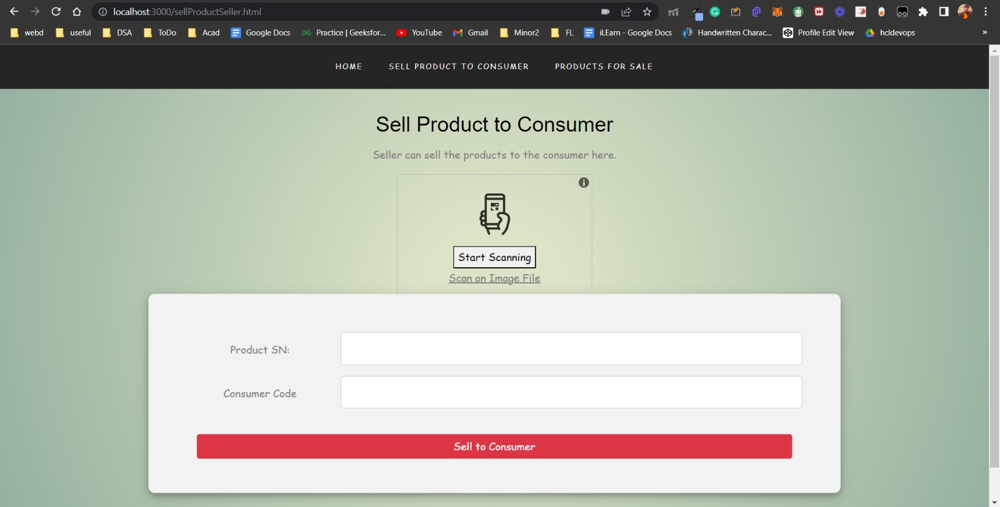 localhost:3000/sellProductSeller.html
webd useful DSA ToDo Acad Google Docs Practice | Geeksfor... YouTube Gmail Minor2 FL iLearn - Google Docs Handwritten Charac... Profile Edit View hcldevops »
HOME SELL PRODUCT TO CONSUMER PRODUCTS FOR SALE
Sell Product to Consumer
Seller can sell the products to the consumer here.
Start Scanning
Scan an Image File
Product SN:
Consumer Code
Sell to Consumer